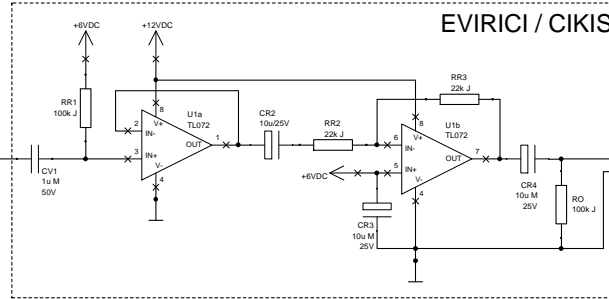 EVIRICI / CIKIS
+6VDC
+12VDC
RR1
100k J
CV1
1u M
50V
U1a
TL072
8
V+
2
IN-
3
IN+
OUT
1
V-
4
CR2
10u/25V
RR2
22k J
RR3
22k J
U1b
TL072
8
V+
6
IN-
5
IN+
OUT
7
V-
4
+6VDC
CR3
10u M
25V
CR4
10u M
25V
RO
100k J